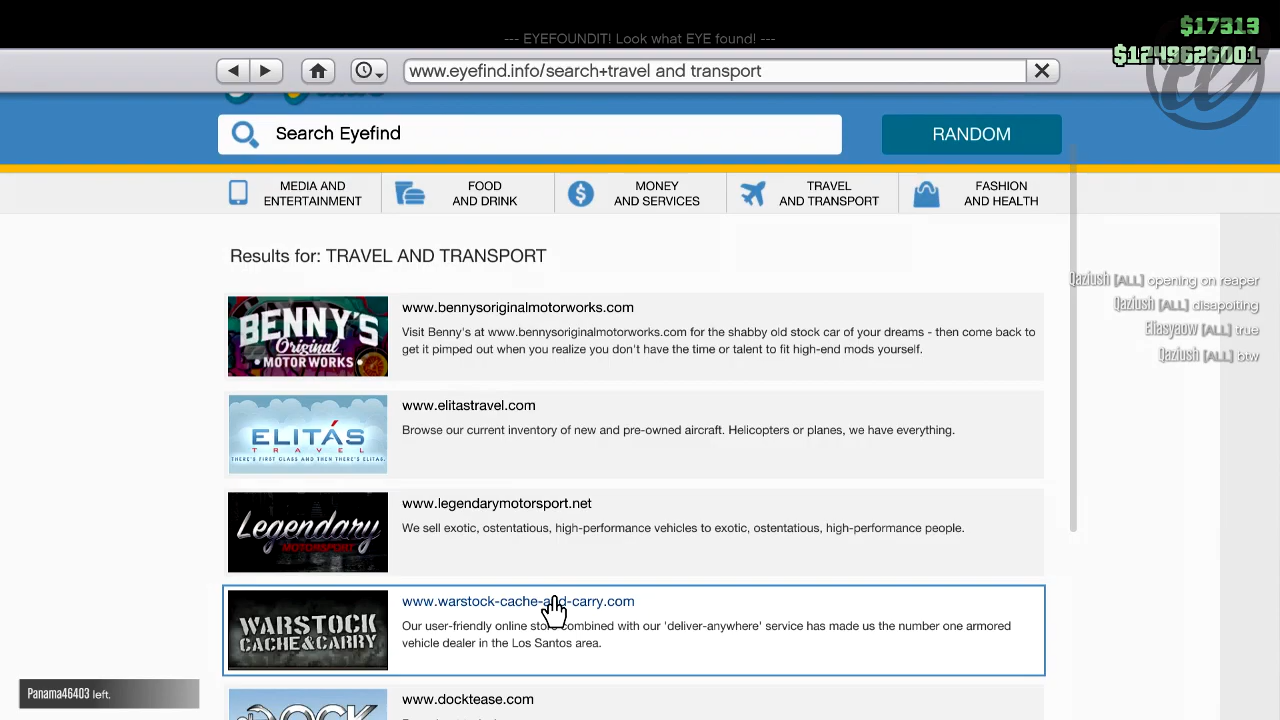 --- EYEFOUNDIT! Look what EYE found! ---
$17313
$1249626001
www.eyefind.info/search+travel and transport
Search Eyefind
RANDOM
MEDIA AND
ENTERTAINMENT
FOOD
AND DRINK
MONEY
AND SERVICES
TRAVEL
AND TRANSPORT
FASHION
AND HEALTH
Results for: TRAVEL AND TRANSPORT
BENNY'S
Original
MOTOR WORKS
www.bennysoriginalmotorworks.com
Visit Benny's at www.bennysoriginalmotorworks.com for the shabby old stock car of your dreams - then come back to
get it pimped out when you realize you don't have the time or talent to fit high-end mods yourself.
ELITÁS
TRAVEL
THERE'S FIRST CLASS AND THEN THERE'S ELITAS.
www.elitastravel.com
Browse our current inventory of new and pre-owned aircraft. Helicopters or planes, we have everything.
Legendary
MOTORSPORT
www.legendarymotorsport.net
We sell exotic, ostentatious, high-performance vehicles to exotic, ostentatious, high-performance people.
WARSTOCK
CACHE&CARRY
www.warstock-cache-and-carry.com
Our user-friendly online store combined with our 'deliver-anywhere' service has made us the number one armored
vehicle dealer in the Los Santos area.
DOCK
www.docktease.com
Qaziush [ALL] opening on reaper
Qaziush [ALL] disapoiting
Eliasyaow [ALL] true
Qaziush [ALL] btw
Panama46403 left.